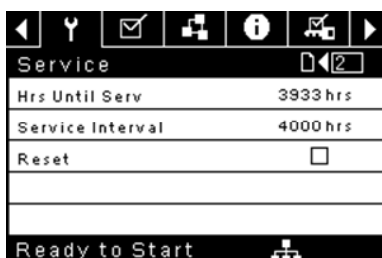 Service 2
Hrs Until Serv 3933 hrs
Service Interval 4000 hrs
Reset
Ready to Start